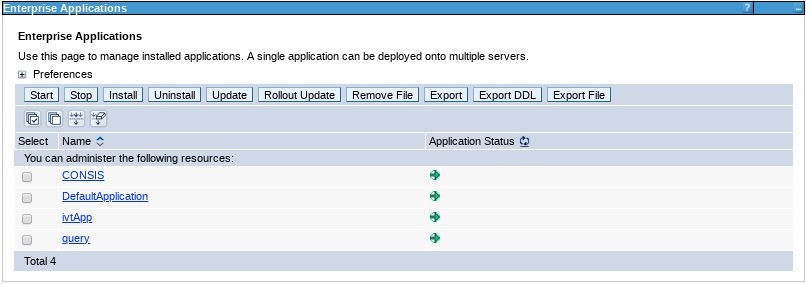 Enterprise Applications ? –
Enterprise Applications
Use this page to manage installed applications. A single application can be deployed onto multiple servers.
Preferences
Start Stop Install Uninstall Update Rollout Update Remove File Export Export DDL Export File
Select Name Application Status
You can administer the following resources:
CONSIS
DefaultApplication
ivtApp
query
Total 4